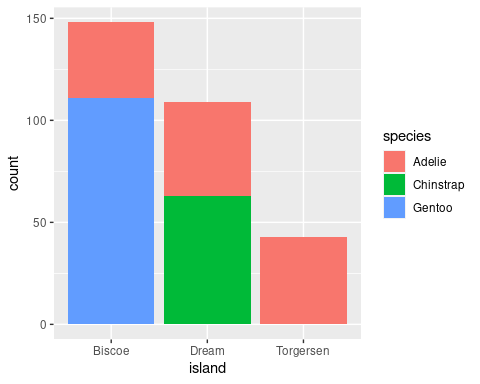 150
100
50
0
count
Biscoe Dream Torgersen
island
species
Adelie
Chinstrap
Gentoo